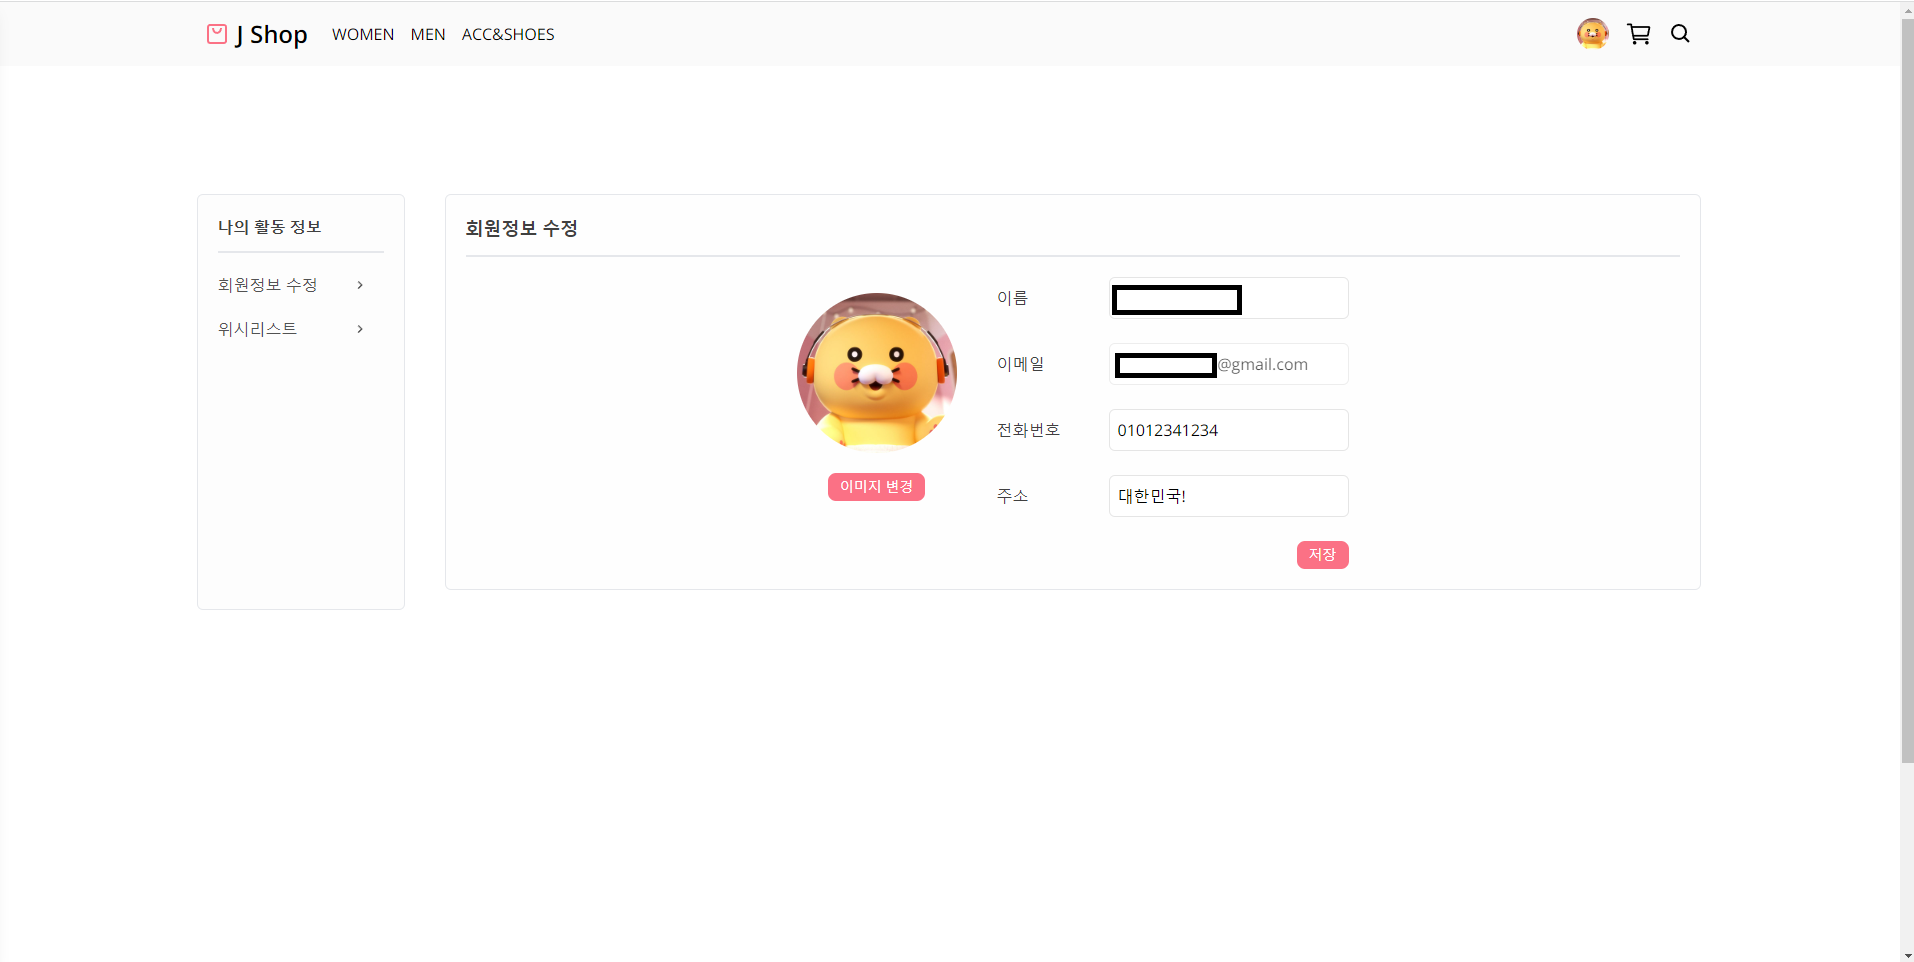 J Shop WOMEN MEN ACC&SHOES
나의 활동 정보
회원정보 수정
위시리스트
회원정보 수정
이미지 변경
이름
이메일 @gmail.com
전화번호 01012341234
주소 대한민국!
저장